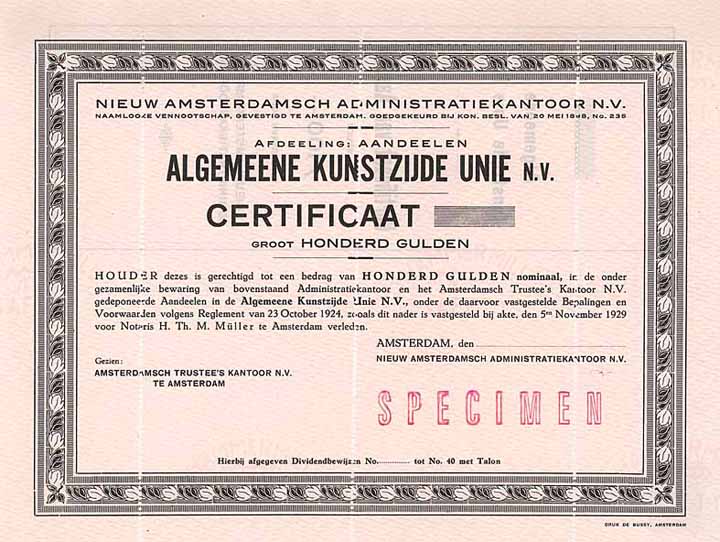 NIEUW AMSTERDAMSCH ADMINISTRATIEKANTOOR N.V.
NAAMLOOZE VENNOOTSCHAP, GEVESTIGD TE AMSTERDAM. GOEDGEKEURD BIJ KON. BESL. VAN 20 MEI 1898, No. 235
AFDEELING: AANDEELEN
ALGEMEENE KUNSTZIJDE UNIE N.V.
CERTIFICAAT
GROOT HONDERD GULDEN
HOUDER dezes is gerechtigd tot een bedrag van HONDERD GULDEN nominaal, in de onder
gezamenlijke bewaring van bovenstaand Administratiekantoor en het Amsterdamsch Trustee's Kantoor N.V.
gedeponeerde Aandeelen in de Algemeene Kunstzijde Unie N.V., onder de daarvoor vastgestelde Bepalingen en
Voorwaarden volgens Reglement van 23 October 1924, zooals dit nader is vastgesteld bij akte, den 5en November 1929
voor Notaris H. Th. M. Müller te Amsterdam verleden.
AMSTERDAM, den
Gezien:
NIEUW AMSTERDAMSCH ADMINISTRATIEKANTOOR N.V.
AMSTERDAMSCH TRUSTEE'S KANTOOR N.V.
TE AMSTERDAM
SPECIMEN
Hierbij afgegeven Dividendbewijzen No. ............ tot No. 40 met Talon
DRUK DE BUSSY, AMSTERDAM